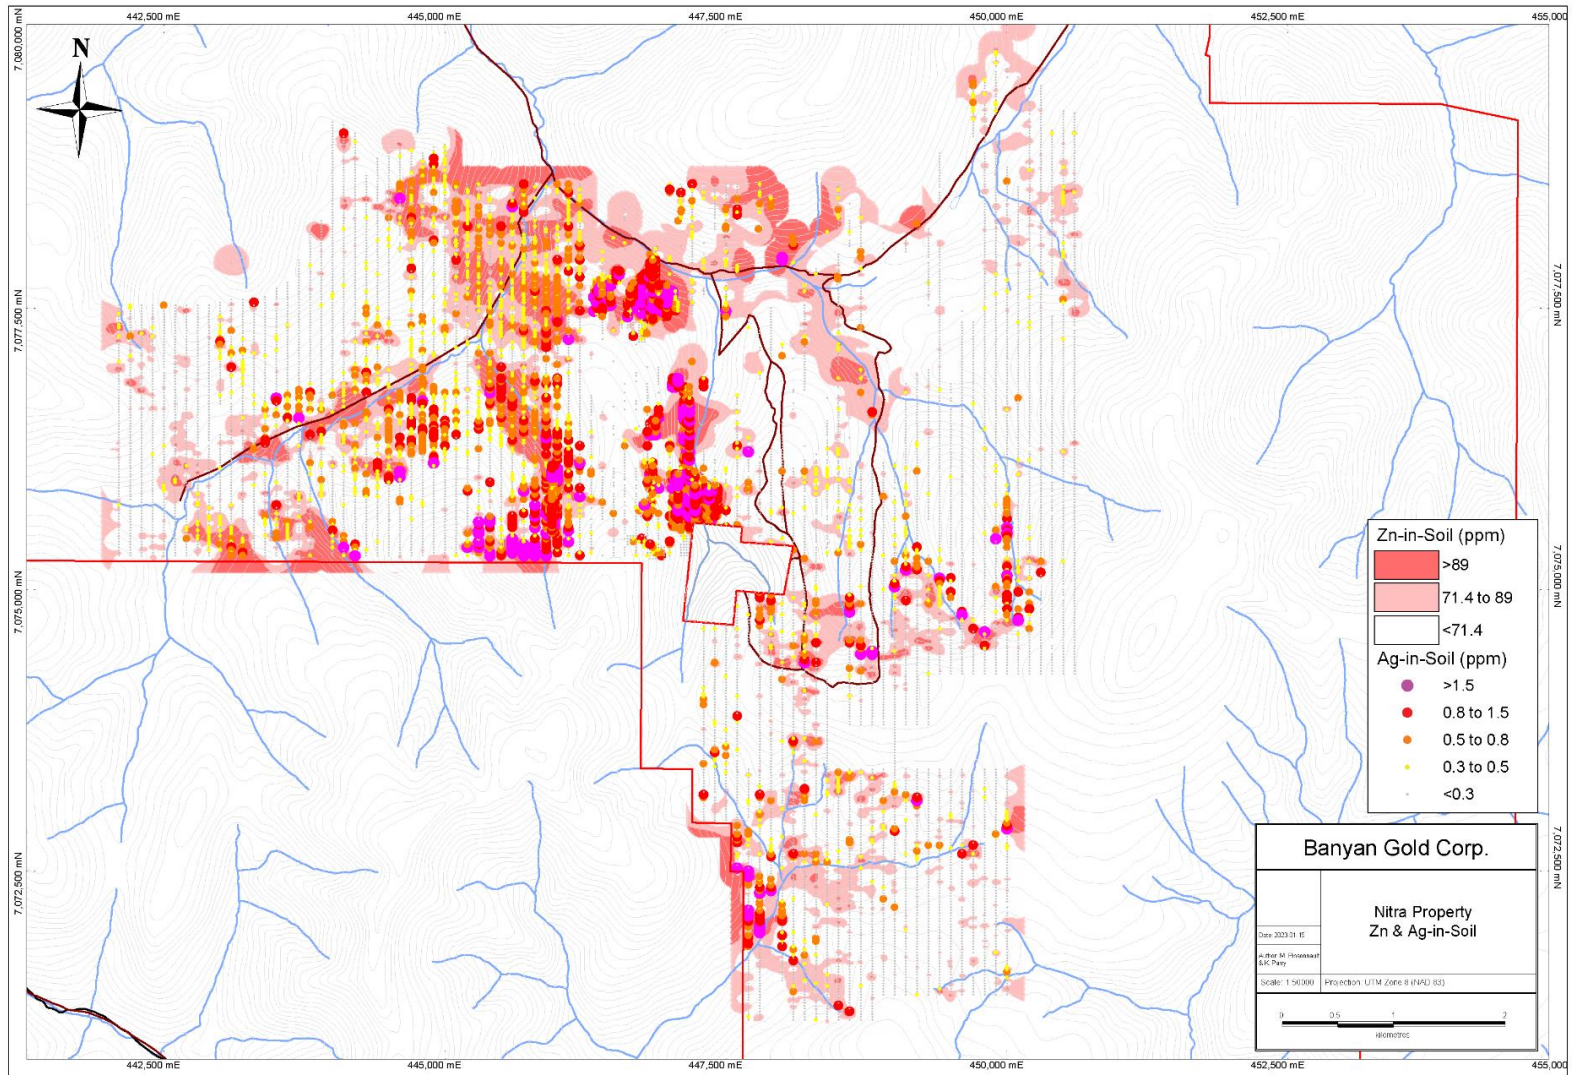 442,500 mE 445,000 mE 447,500 mE 450,000 mE 452,500 mE 455,000
7,080,000 mN
N
7,077,500 mN 7,077,500 mN
Zn-in-Soil (ppm)
>89
71.4 to 89
<71.4
Ag-in-Soil (ppm)
>1.5
0.8 to 1.5
0.5 to 0.8
0.3 to 0.5
<0.3
7,075,000 mN 7,075,000 mN
Banyan Gold Corp.
Nitra Property
Zn & Ag-in-Soil
Date: 2023-01-15
Author: M.
& K.
Scale: 1:50000 Projection: UTM Zone 8 (NAD 83)
0 0.5 1 2
kilometres
7,072,500 mN 7,072,500 mN
442,500 mE 445,000 mE 447,500 mE 450,000 mE 452,500 mE 455,000